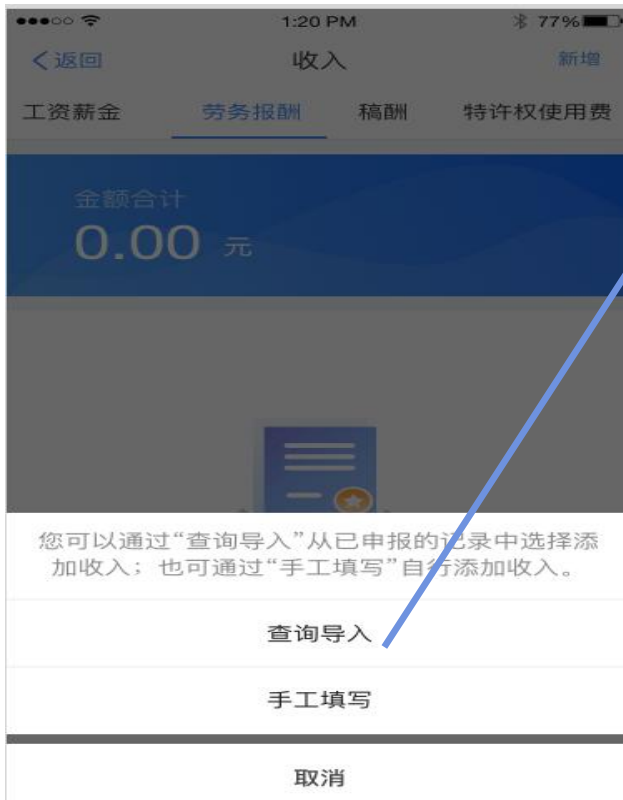 1:20 PM
77%
返回
收入
新增
工资薪金
劳务报酬
稿酬
特许权使用费
金额合计
0.00 元
您可以通过“查询导入”从已申报的记录中选择添
加收入；也可通过“手工填写”自行添加收入。
查询导入
手工填写
取消